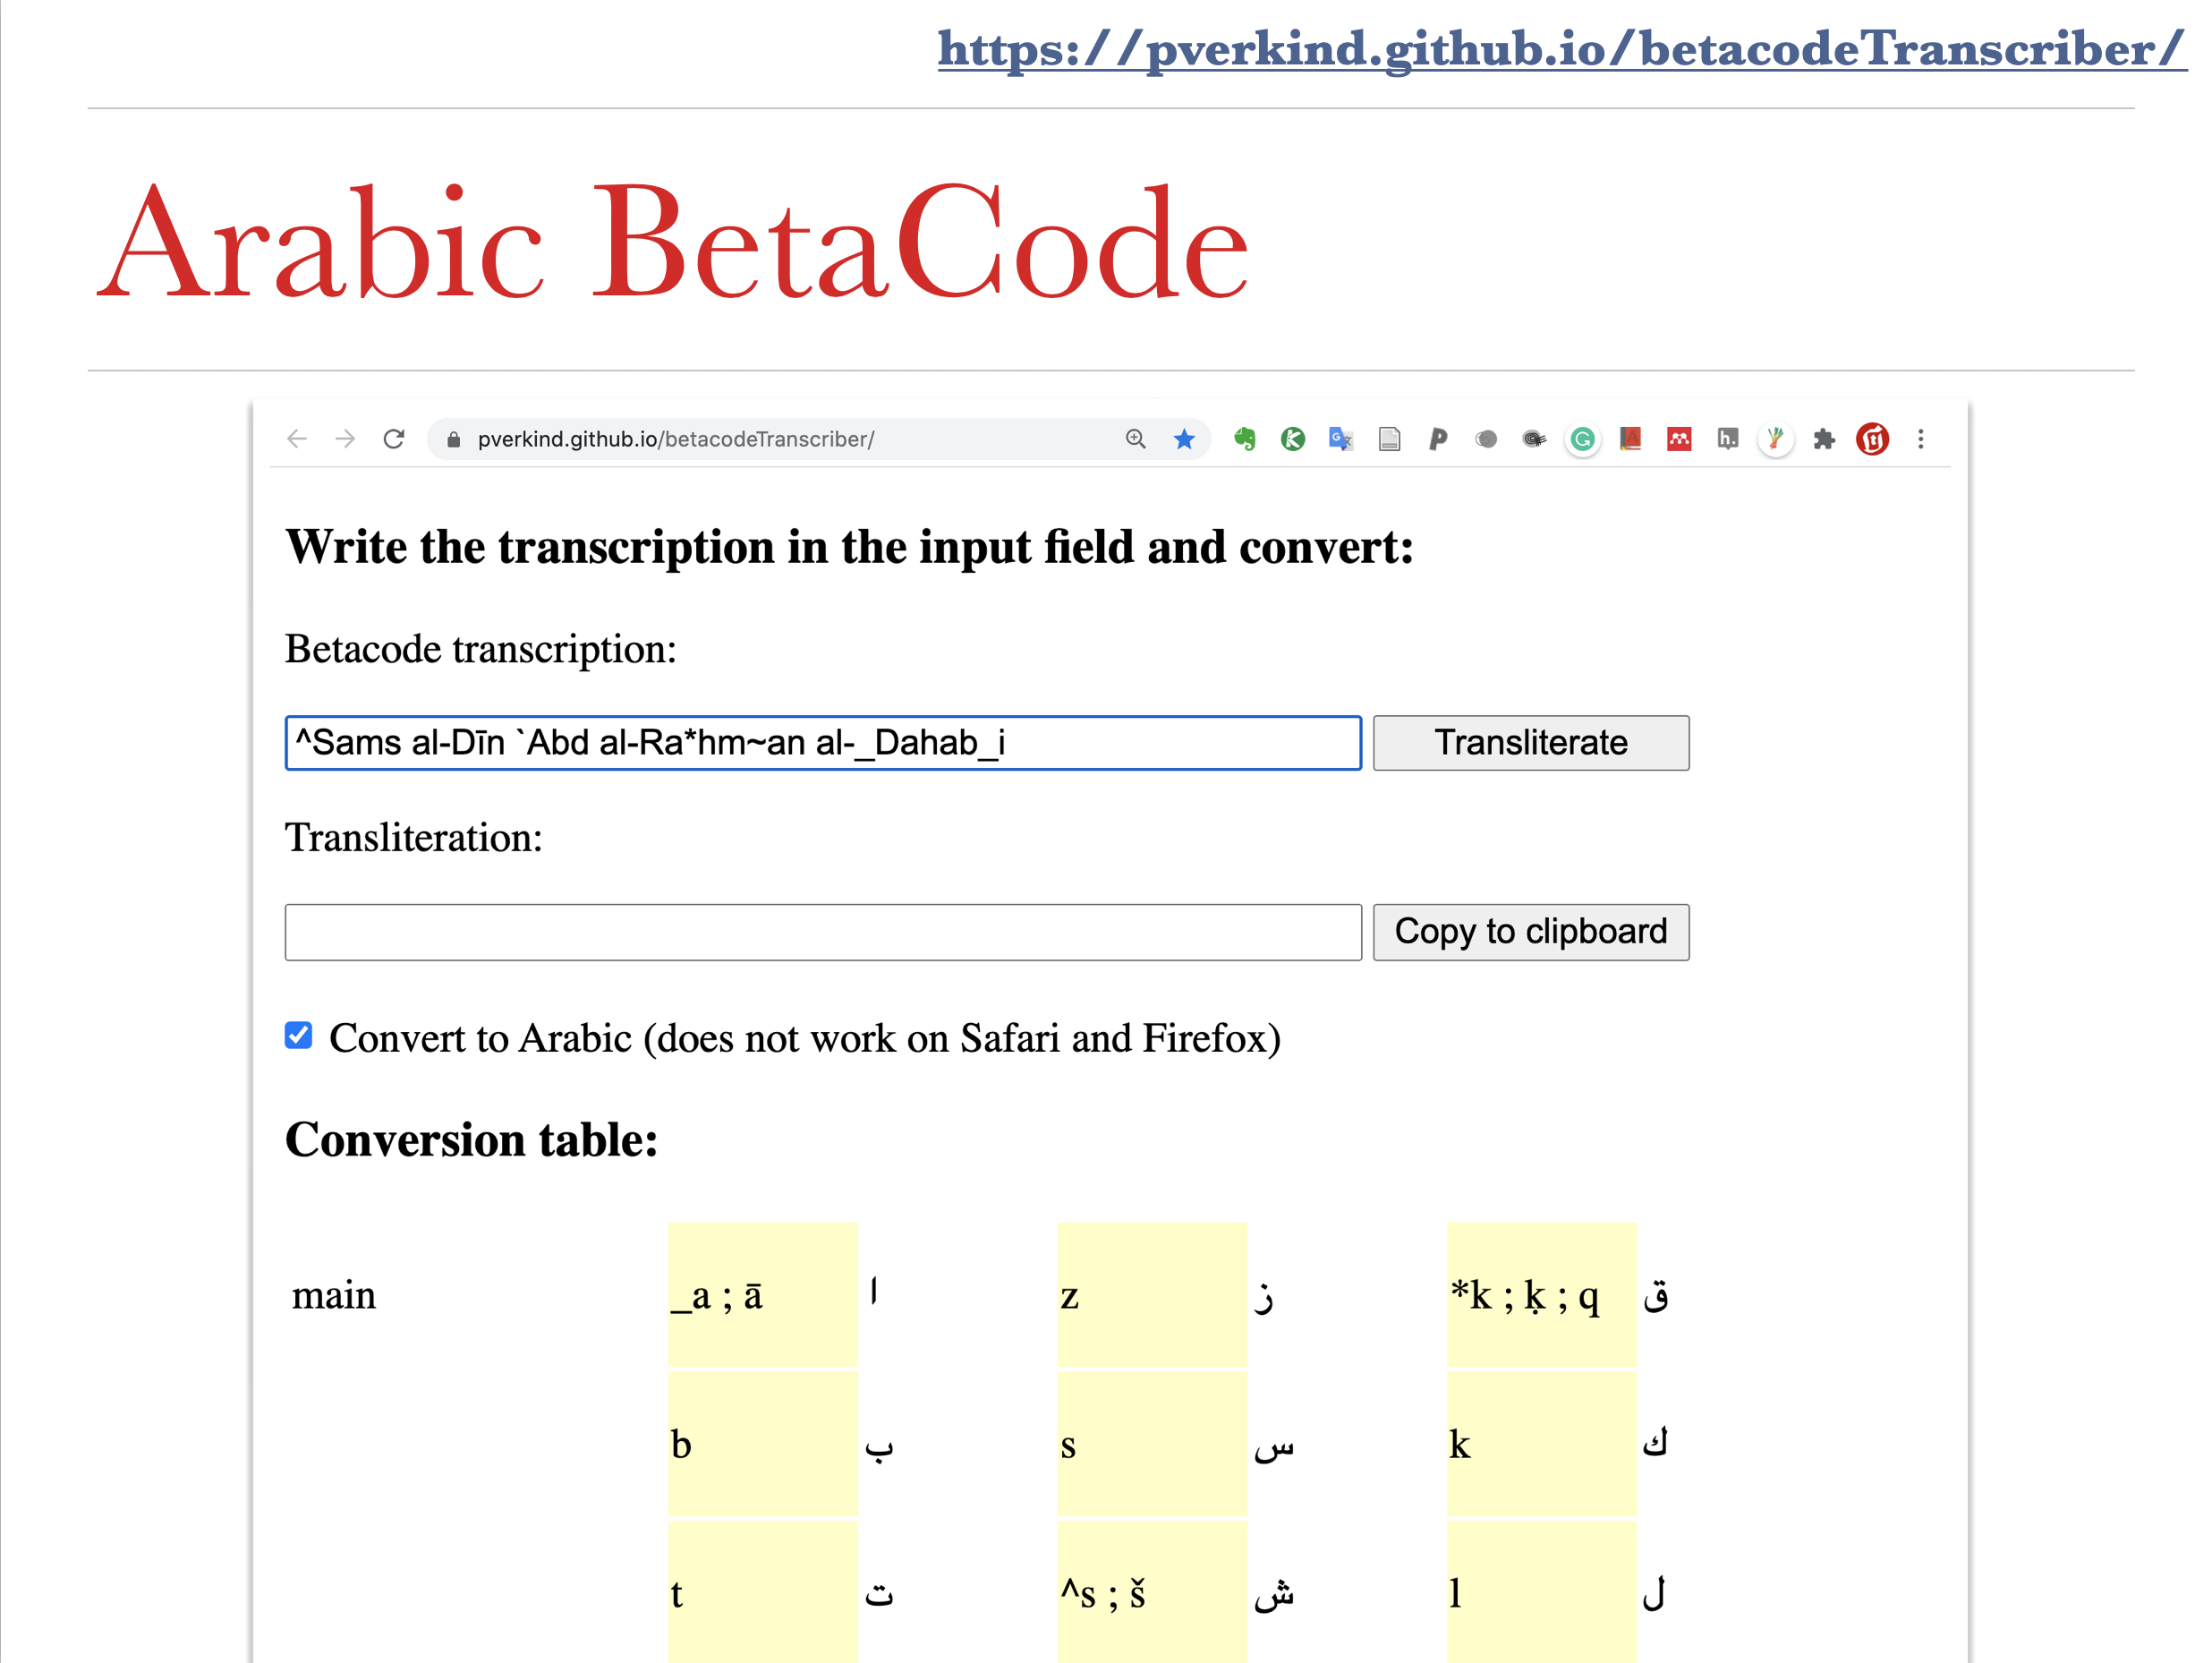 https://pverkind.github.io/betacodeTranscriber/
Arabic BetaCode
pverkind.github.io/betacodeTranscriber/
Write the transcription in the input field and convert:
Betacode transcription:
^Sams al-Dīn `Abd al-Ra*hm~an al-_Dahab_i Transliterate
Transliteration:
Copy to clipboard
Convert to Arabic (does not work on Safari and Firefox)
Conversion table:
main _a ; ā ا z ز *k ; ḳ ; q ق
b ب s س k ك
t ت ^s ; š ش l ل